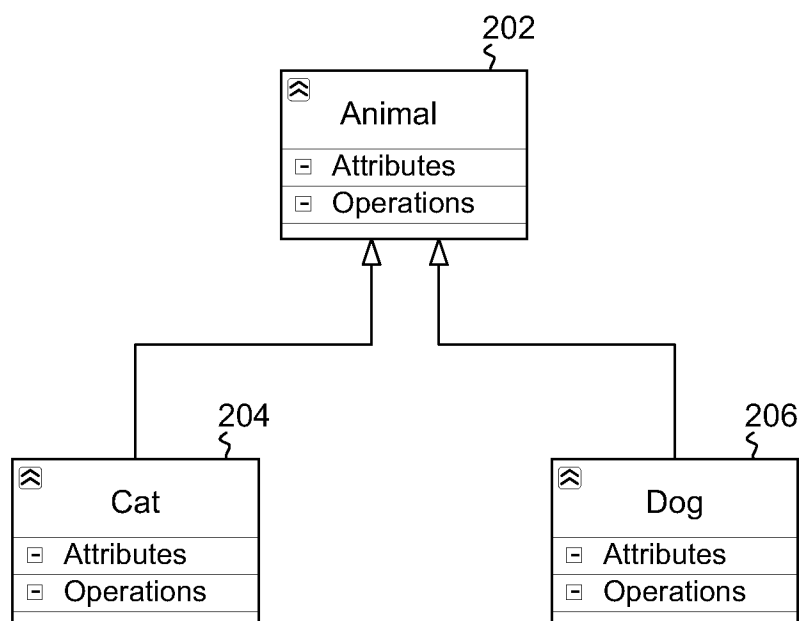 202
Animal
Attributes
Operations
204
206
Cat
Dog
Attributes
Attributes
Operations
Operations